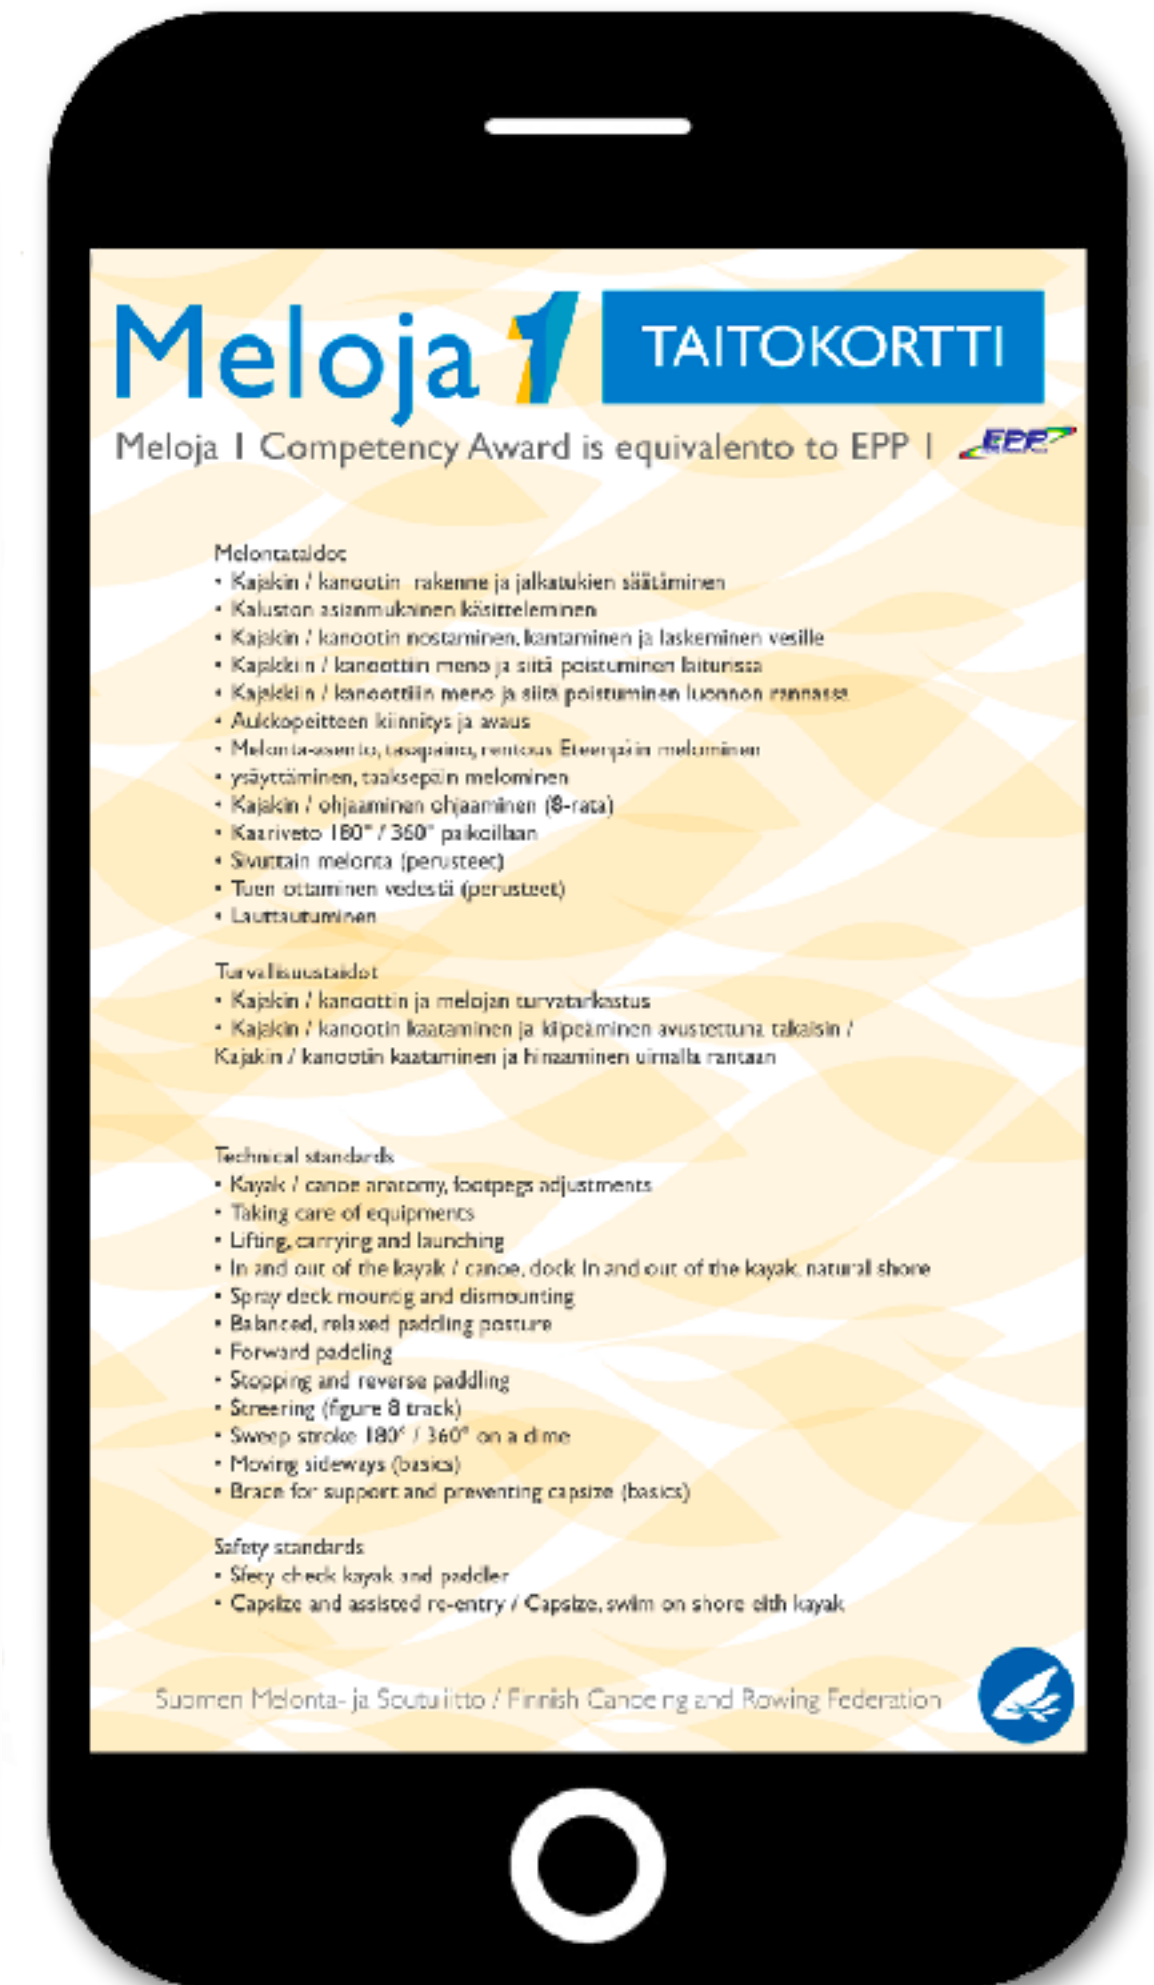 Meloja 1 TAITOKORTTI
Meloja 1 Competency Award is equivalento to EPP 1 EPP
Melontataidot
• Kajakin / kanootin rakenne ja jalkatukien säätäminen
• Kaluston asianmukainen käsitteleminen
• Kajakin / kanootin nostaminen, kantaminen ja laskeminen vesille
• Kajakkiin / kanoottiin meno ja siitä poistuminen laiturissa
• Kajakkiin / kanoottiin meno ja siitä poistuminen luonnon rannassa
• Aukkopeitteen kiinnitys ja avaus
• Melonta-asento, tasapaino, rentous Eteenpäin melominen
• ysäyttäminen, taaksepäin melominen
• Kajakin / ohjaaminen ohjaaminen (8-rata)
• Kaariveto 180° / 360° paikoillaan
• Sivuttain melonta (perusteet)
• Tuen ottaminen vedestä (perusteet)
• Lauttautuminen
Turvallisuustaidot
• Kajakin / kanoottin ja melojan turvatarkastus
• Kajakin / kanootin kaataminen ja kiipeäminen avustettuna takaisin /
Kajakin / kanootin kaataminen ja hinaaminen uimalla rantaan
Technical standards
• Kayak / canoe anatomy, footpegs adjustments
• Taking care of equipments
• Lifting, carrying and launching
• In and out of the kayak / canoe, dock In and out of the kayak, natural shore
• Spray deck mountig and dismounting
• Balanced, relaxed paddling posture
• Forward paddling
• Stopping and reverse paddling
• Streering (figure 8 track)
• Sweep stroke 180° / 360° on a dime
• Moving sideways (basics)
• Brace for support and preventing capsize (basics)
Safety standards
• Sfety check kayak and paddler
• Capsize and assisted re-entry / Capsize, swim on shore eith kayak
Suomen Melonta- ja Soutuliitto / Finnish Canoeing and Rowing Federation